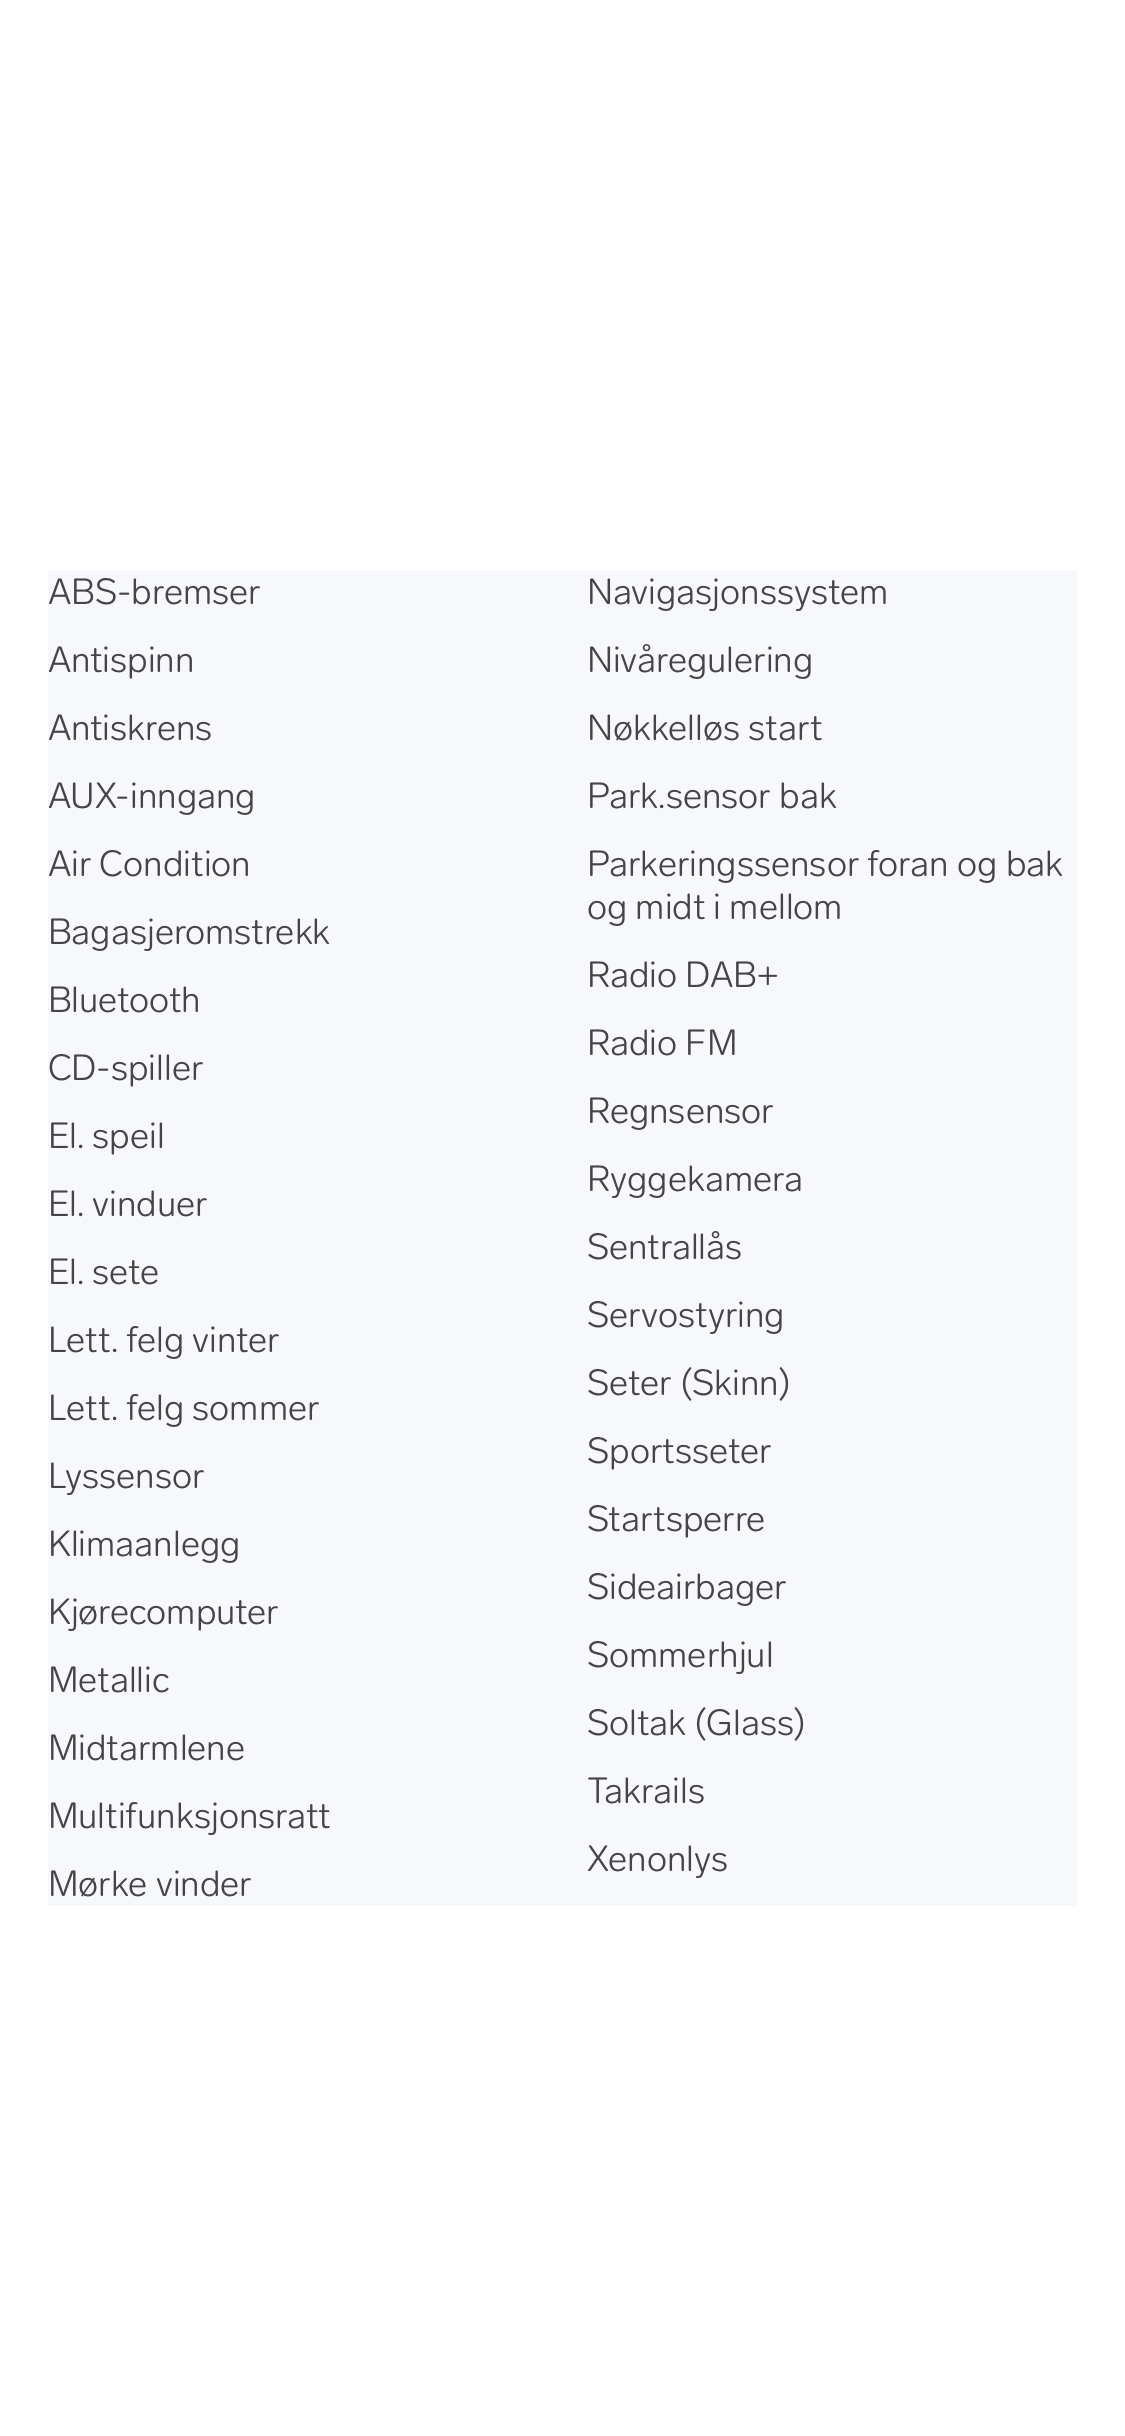 ABS-bremser
Antispinn
Antiskrens
AUX-inngang
Air Condition
Bagasjeromstrekk
Bluetooth
CD-spiller
El. speil
El. vinduer
El. sete
Lett. felg vinter
Lett. felg sommer
Lyssensor
Klimaanlegg
Kjørecomputer
Metallic
Midtarmlene
Multifunksjonsratt
Mørke vinder
Navigasjonssystem
Nivåregulering
Nøkkelløs start
Park.sensor bak
Parkeringssensor foran og bak
og midt i mellom
Radio DAB+
Radio FM
Regnsensor
Ryggekamera
Sentrallås
Servostyring
Seter (Skinn)
Sportsseter
Startsperre
Sideairbager
Sommerhjul
Soltak (Glass)
Takrails
Xenonlys